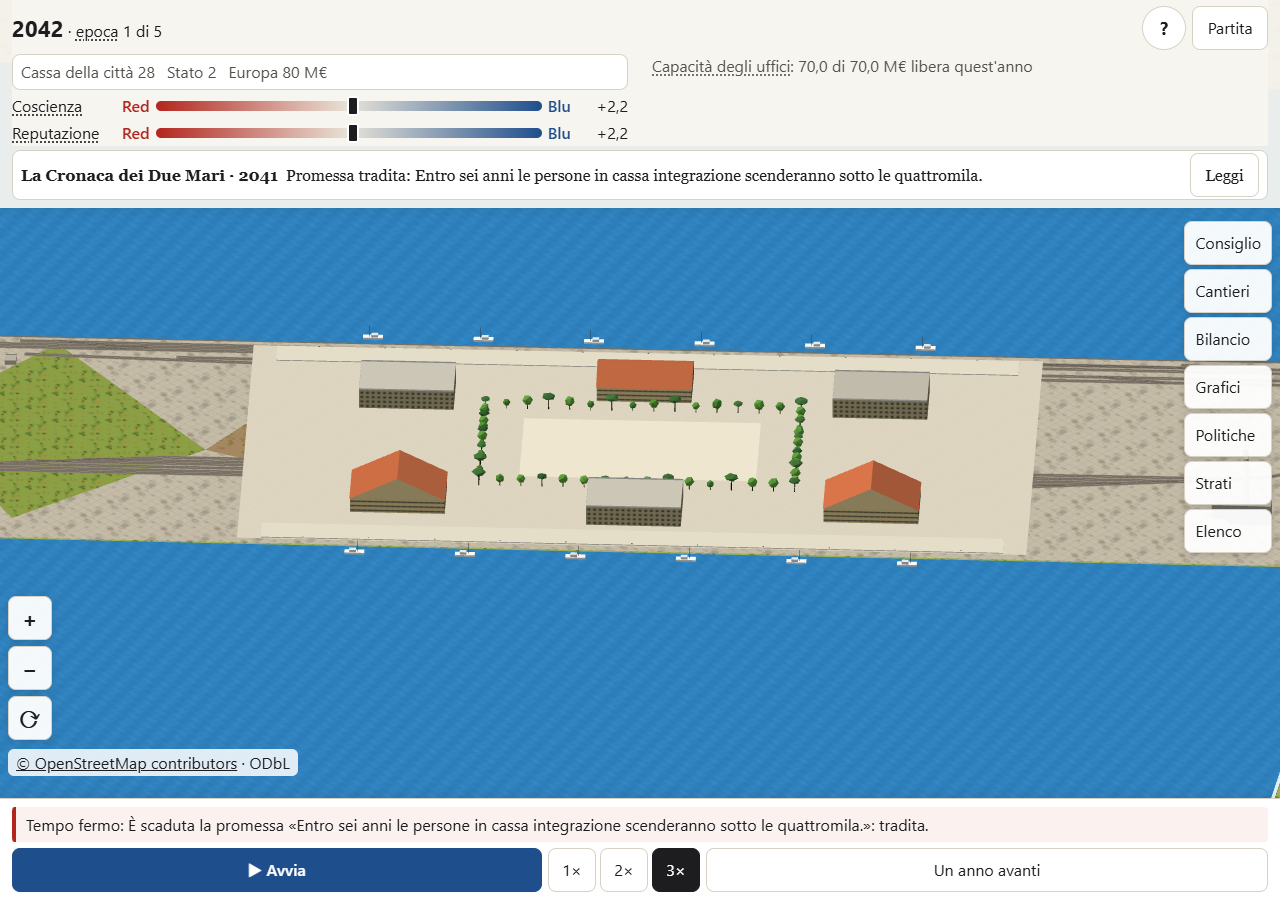 2042 · epoca 1 di 5
?
Partita
Cassa della città 28 Stato 2 Europa 80 M€
Capacità degli uffici: 70,0 di 70,0 M€ libera quest'anno
Coscienza Red Blu +2,2
Reputazione Red Blu +2,2
La Cronaca dei Due Mari · 2041 Promessa tradita: Entro sei anni le persone in cassa integrazione scenderanno sotto le quattromila.
Leggi
Consiglio
Cantieri
Bilancio
Grafici
Politiche
Strati
Elenco
+
−
© OpenStreetMap contributors · ODbL
Tempo fermo: È scaduta la promessa «Entro sei anni le persone in cassa integrazione scenderanno sotto le quattromila.»: tradita.
▶ Avvia
1×
2×
3×
Un anno avanti